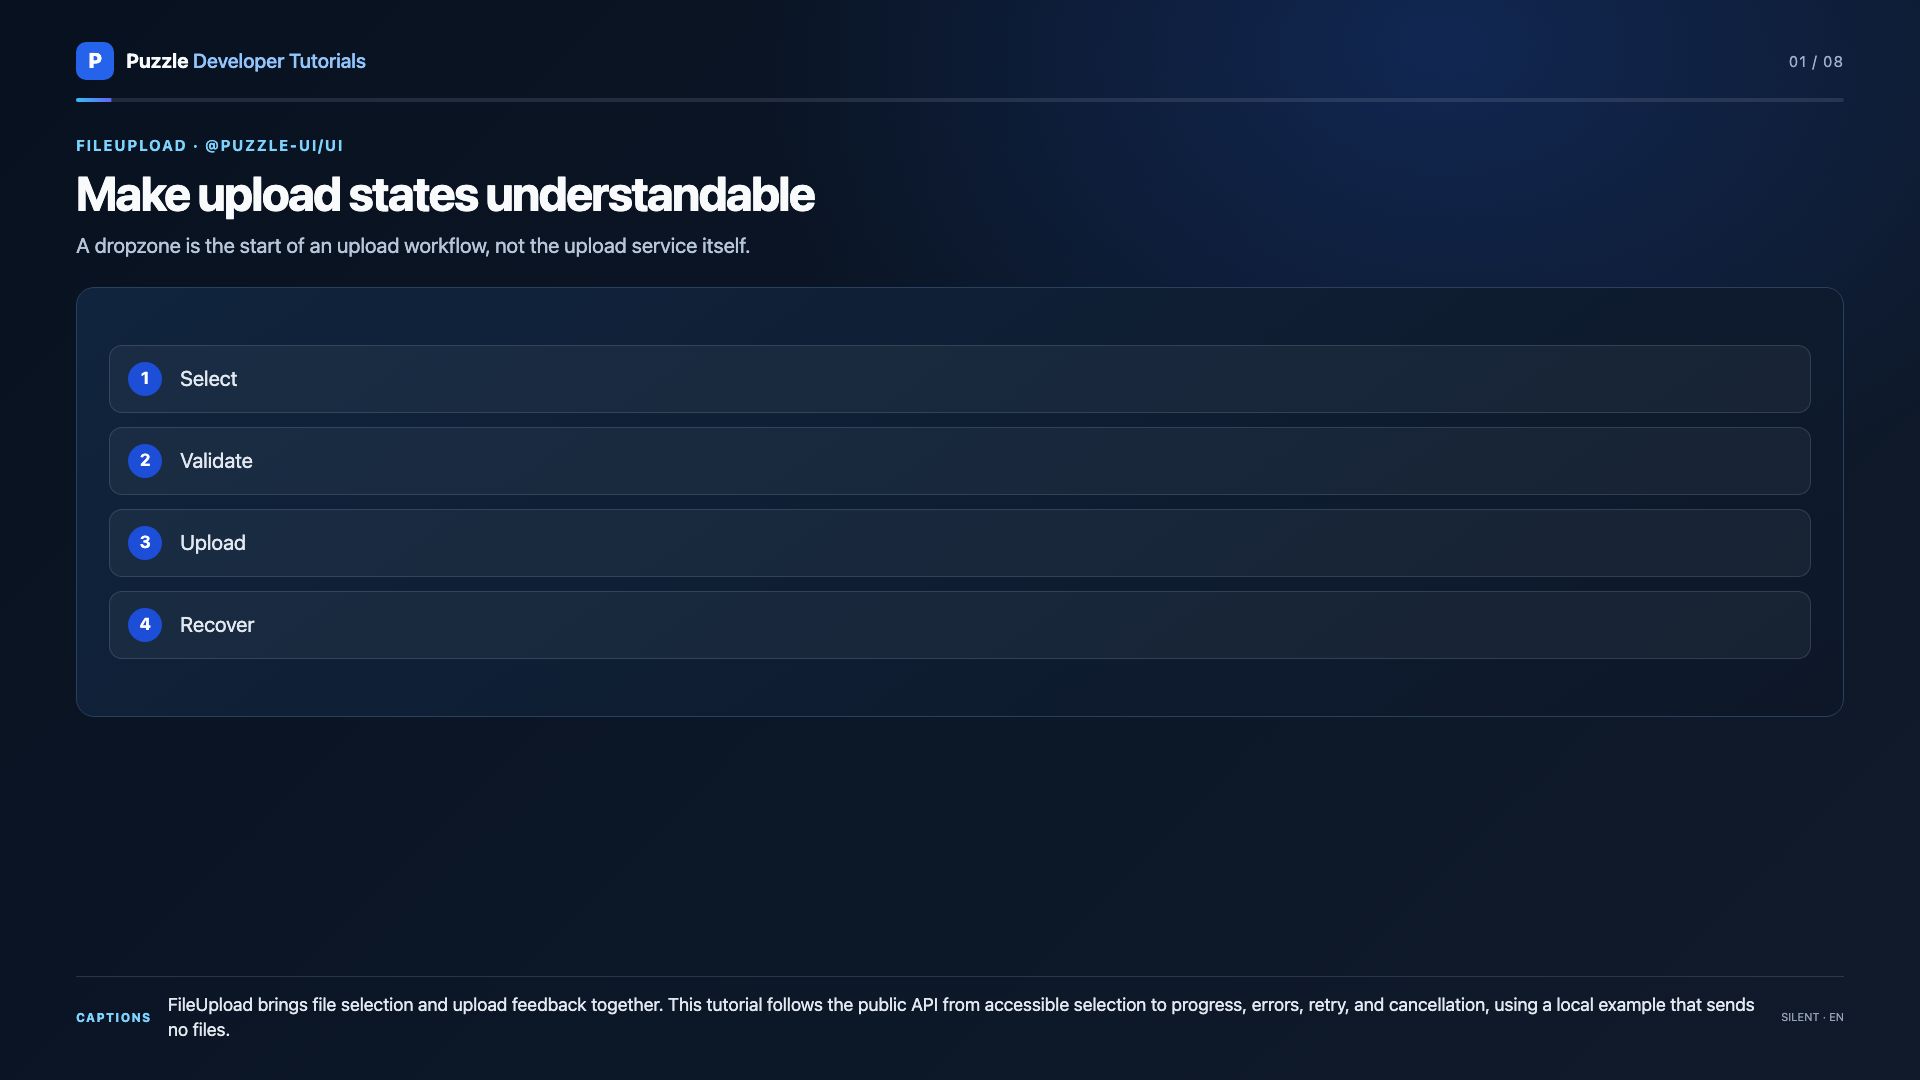 P Puzzle Developer Tutorials
01 / 08
FILEUPLOAD · @PUZZLE-UI/UI
Make upload states understandable
A dropzone is the start of an upload workflow, not the upload service itself.
1 Select
2 Validate
3 Upload
4 Recover
CAPTIONS
FileUpload brings file selection and upload feedback together. This tutorial follows the public API from accessible selection to progress, errors, retry, and cancellation, using a local example that sends
no files.
SILENT · EN